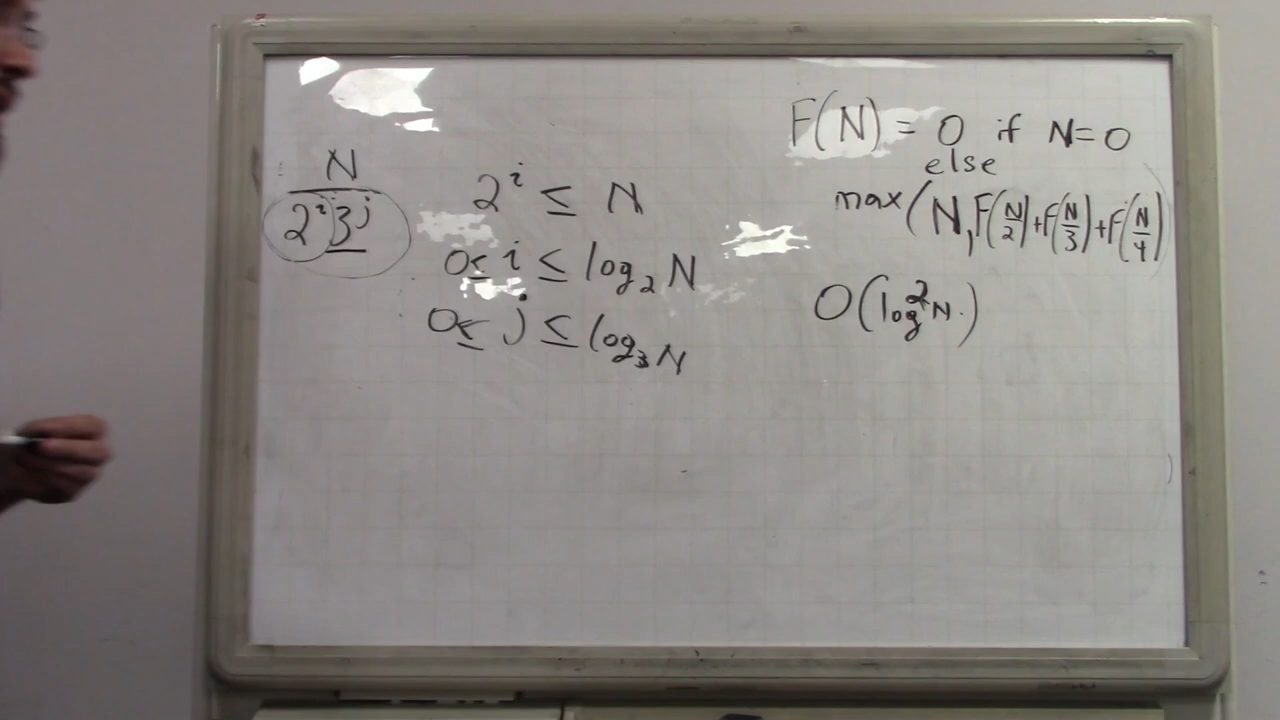 N
2^i 3^j
2^i ≤ N
0 ≤ i ≤ log_2 N
0 ≤ j ≤ log_3 N
F(N) = 0 if N=0
else
max(N, F(N/2)+F(N/3)+F(N/4))
O(log^2 N)